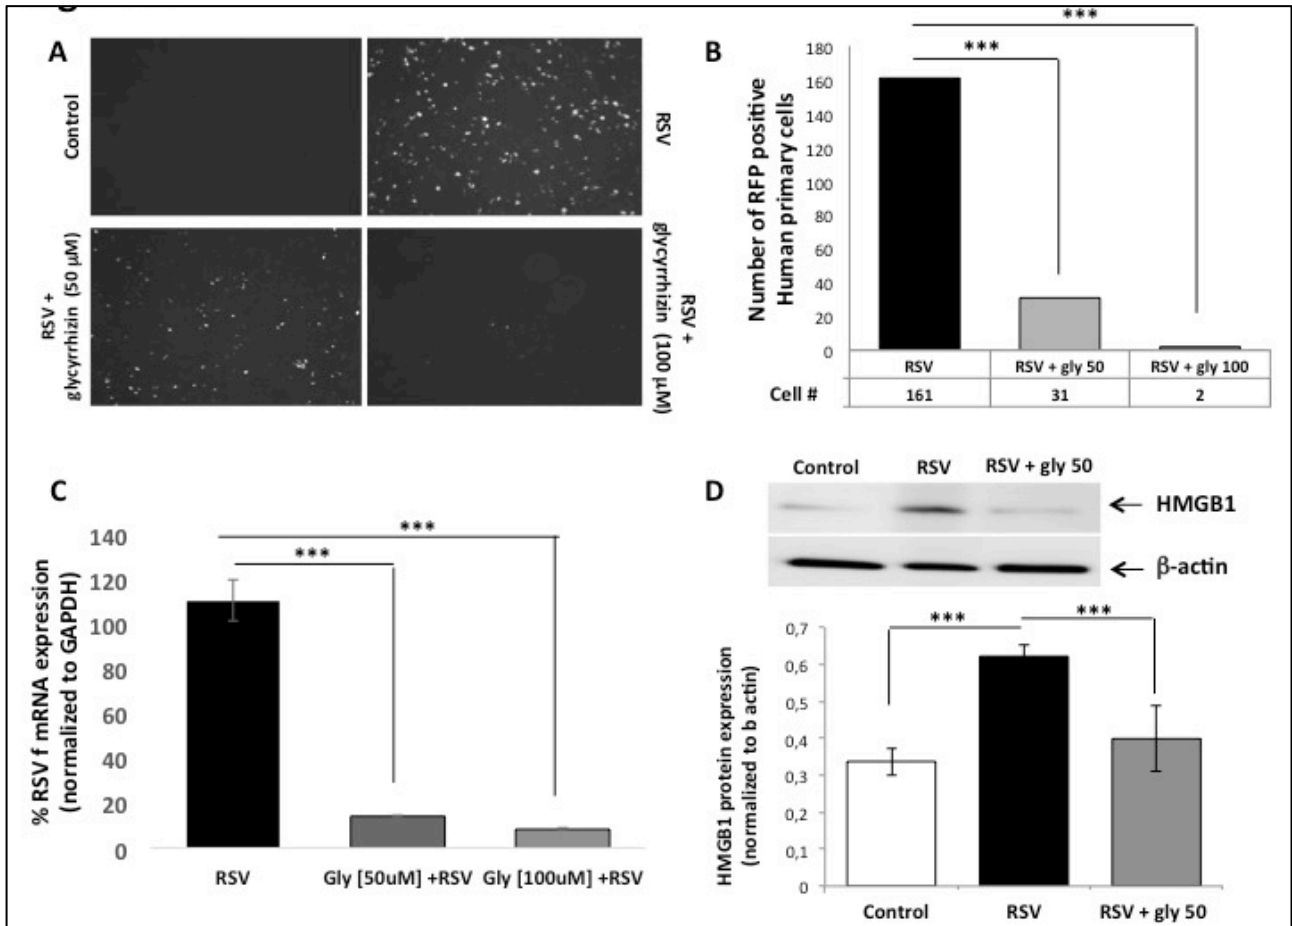 A
Control
RSV
RSV +
glycyrrhizin (50 µM)
RSV +
glycyrrhizin (100 µM)
B
***
***
Number of RFP positive
Human primary cells
180
160
140
120
100
80
60
40
20
0
RSV
RSV + gly 50
RSV + gly 100
Cell #
161
31
2
C
***
***
% RSV f mRNA expression
(normalized to GAPDH)
140
120
100
80
60
40
20
0
RSV
Gly [50uM] +RSV
Gly [100uM] +RSV
D
Control
RSV
RSV + gly 50
HMGB1
β-actin
***
***
HMGB1 protein expression
(normalized to b actin)
0,7
0,6
0,5
0,4
0,3
0,2
0,1
0
Control
RSV
RSV + gly 50